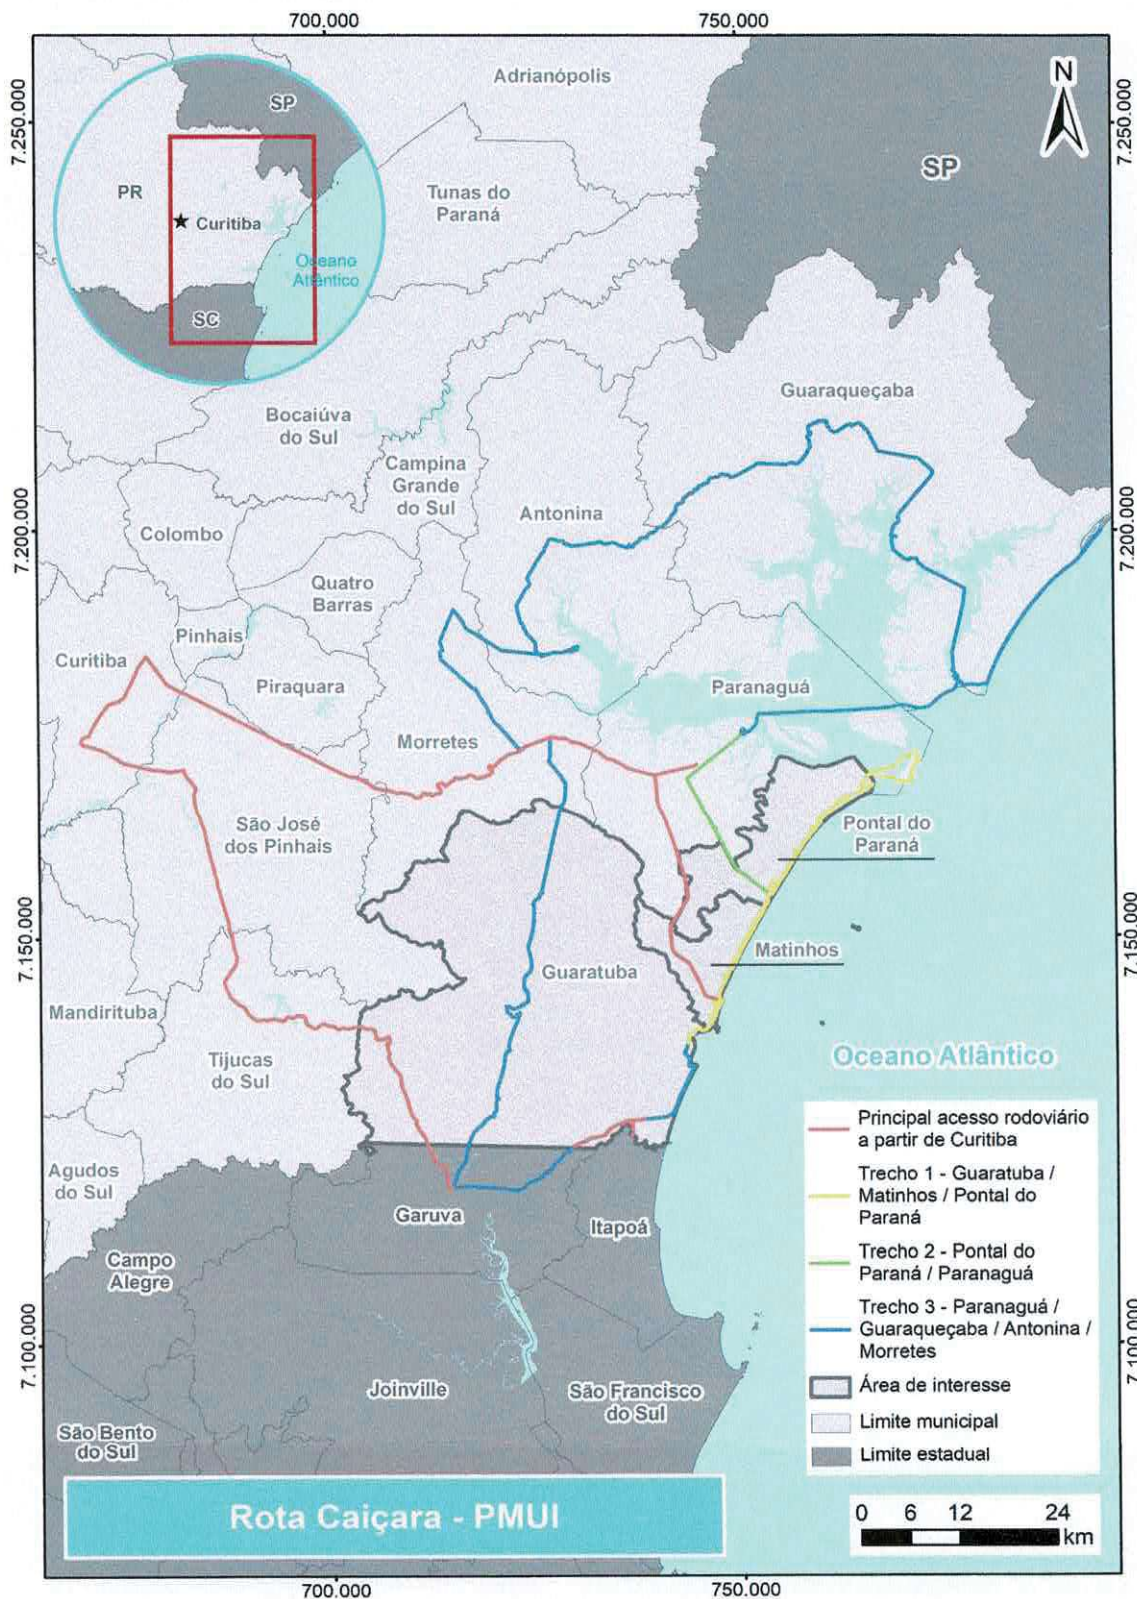 700.000
750.000
7.250.000
7.250.000
Adrianópolis
N
SP
SP
PR
Curitiba
Oceano
Atlântico
SC
Tunas do
Paraná
Guaraqueçaba
Bocaiúva
do Sul
Campina
Grande
do Sul
Antonina
Colombo
7.200.000
7.200.000
Quatro
Barras
Pinhais
Curitiba
Piraquara
Paranaguá
Morretes
São José
dos Pinhais
Pontal do
Paraná
7.150.000
7.150.000
Matinhos
Guaratuba
Mandirituba
Tijucas
do Sul
Oceano Atlântico
Agudos
do Sul
Garuva
Itapoá
Campo
Alegre
7.100.000
7.100.000
Joinville
São Francisco
do Sul
São Bento
do Sul
Principal acesso rodoviário
a partir de Curitiba
Trecho 1 - Guaratuba /
Matinhos / Pontal do
Paraná
Trecho 2 - Pontal do
Paraná / Paranaguá
Trecho 3 - Paranaguá /
Guaraqueçaba / Antonina /
Morretes
Área de interesse
Limite municipal
Limite estadual
Rota Caiçara - PMUI
0 6 12 24
km
700.000
750.000